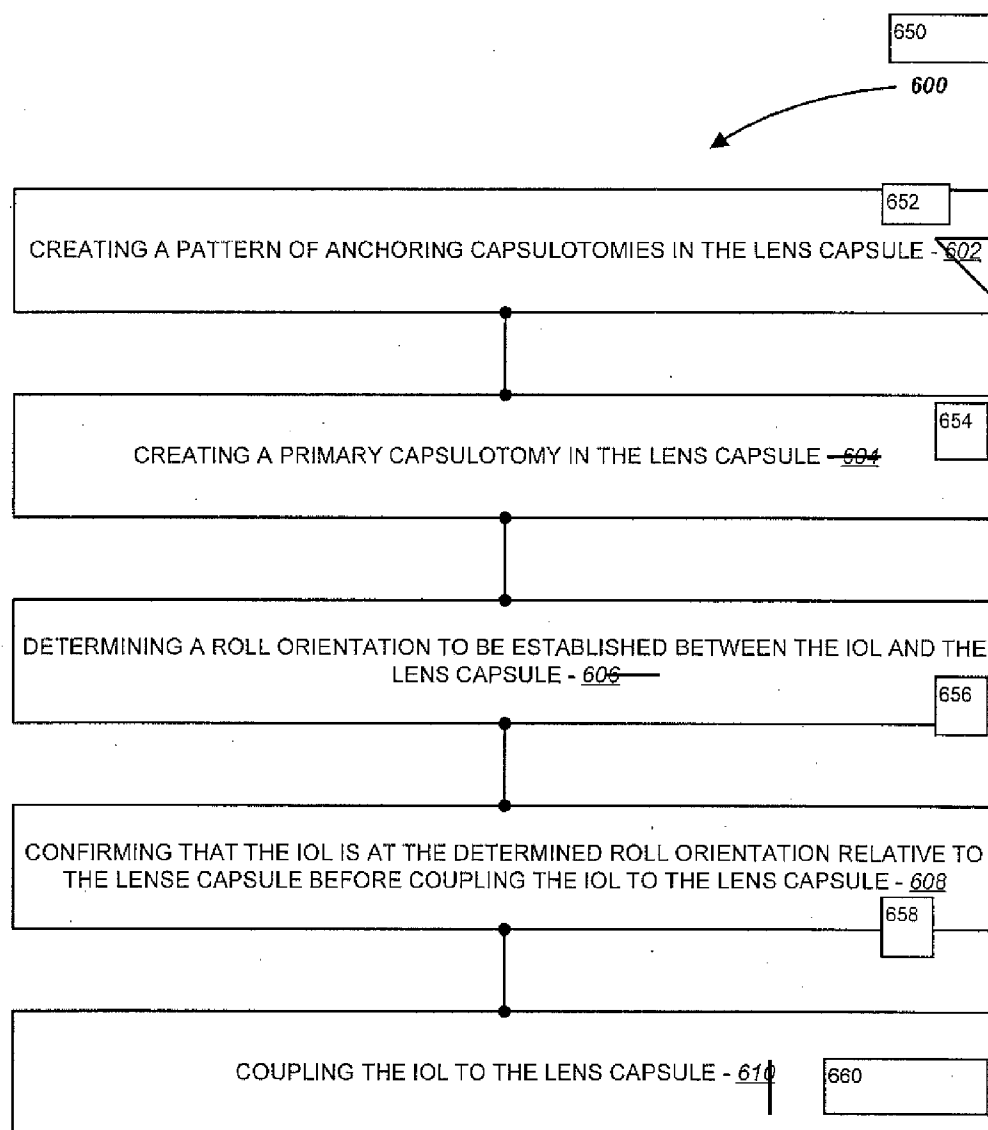 650
600
652
CREATING A PATTERN OF ANCHORING CAPSULOTOMIES IN THE LENS CAPSULE - 602
654
CREATING A PRIMARY CAPSULOTOMY IN THE LENS CAPSULE - 604
DETERMINING A ROLL ORIENTATION TO BE ESTABLISHED BETWEEN THE IOL AND THE
LENS CAPSULE - 606
656
CONFIRMING THAT THE IOL IS AT THE DETERMINED ROLL ORIENTATION RELATIVE TO
THE LENSE CAPSULE BEFORE COUPLING THE IOL TO THE LENS CAPSULE - 608
658
COUPLING THE IOL TO THE LENS CAPSULE - 610
660